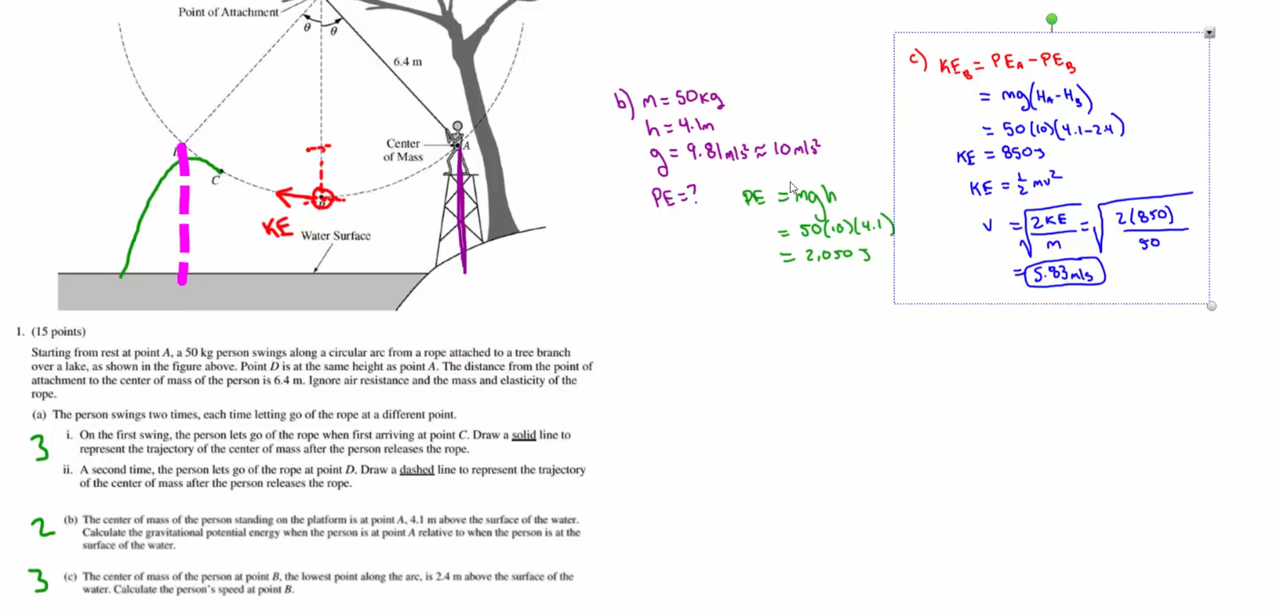 Point of Attachment
θ θ
6.4 m
Center
of Mass
A
C
KE
Water Surface
b) m = 50kg
h = 4.1m
g = 9.81m/s² ≈ 10m/s²
PE = ?
PE = mgh
= 50(10)(4.1)
= 2,050 J
c) KE_B = PE_A - PE_B
= mg(H_A - H_B)
= 50(10)(4.1-2.4)
KE = 850J
KE = ½ mv²
V = √2KE/m = √2(850)/50
= 5.83 m/s
1. (15 points)
Starting from rest at point A, a 50 kg person swings along a circular arc from a rope attached to a tree branch
over a lake, as shown in the figure above. Point D is at the same height as point A. The distance from the point of
attachment to the center of mass of the person is 6.4 m. Ignore air resistance and the mass and elasticity of the
rope.
(a) The person swings two times, each time letting go of the rope at a different point.
3
i. On the first swing, the person lets go of the rope when first arriving at point C. Draw a solid line to
represent the trajectory of the center of mass after the person releases the rope.
ii. A second time, the person lets go of the rope at point D. Draw a dashed line to represent the trajectory
of the center of mass after the person releases the rope.
2
(b) The center of mass of the person standing on the platform is at point A, 4.1 m above the surface of the water.
Calculate the gravitational potential energy when the person is at point A relative to when the person is at the
surface of the water.
3
(c) The center of mass of the person at point B, the lowest point along the arc, is 2.4 m above the surface of the
water. Calculate the person's speed at point B.